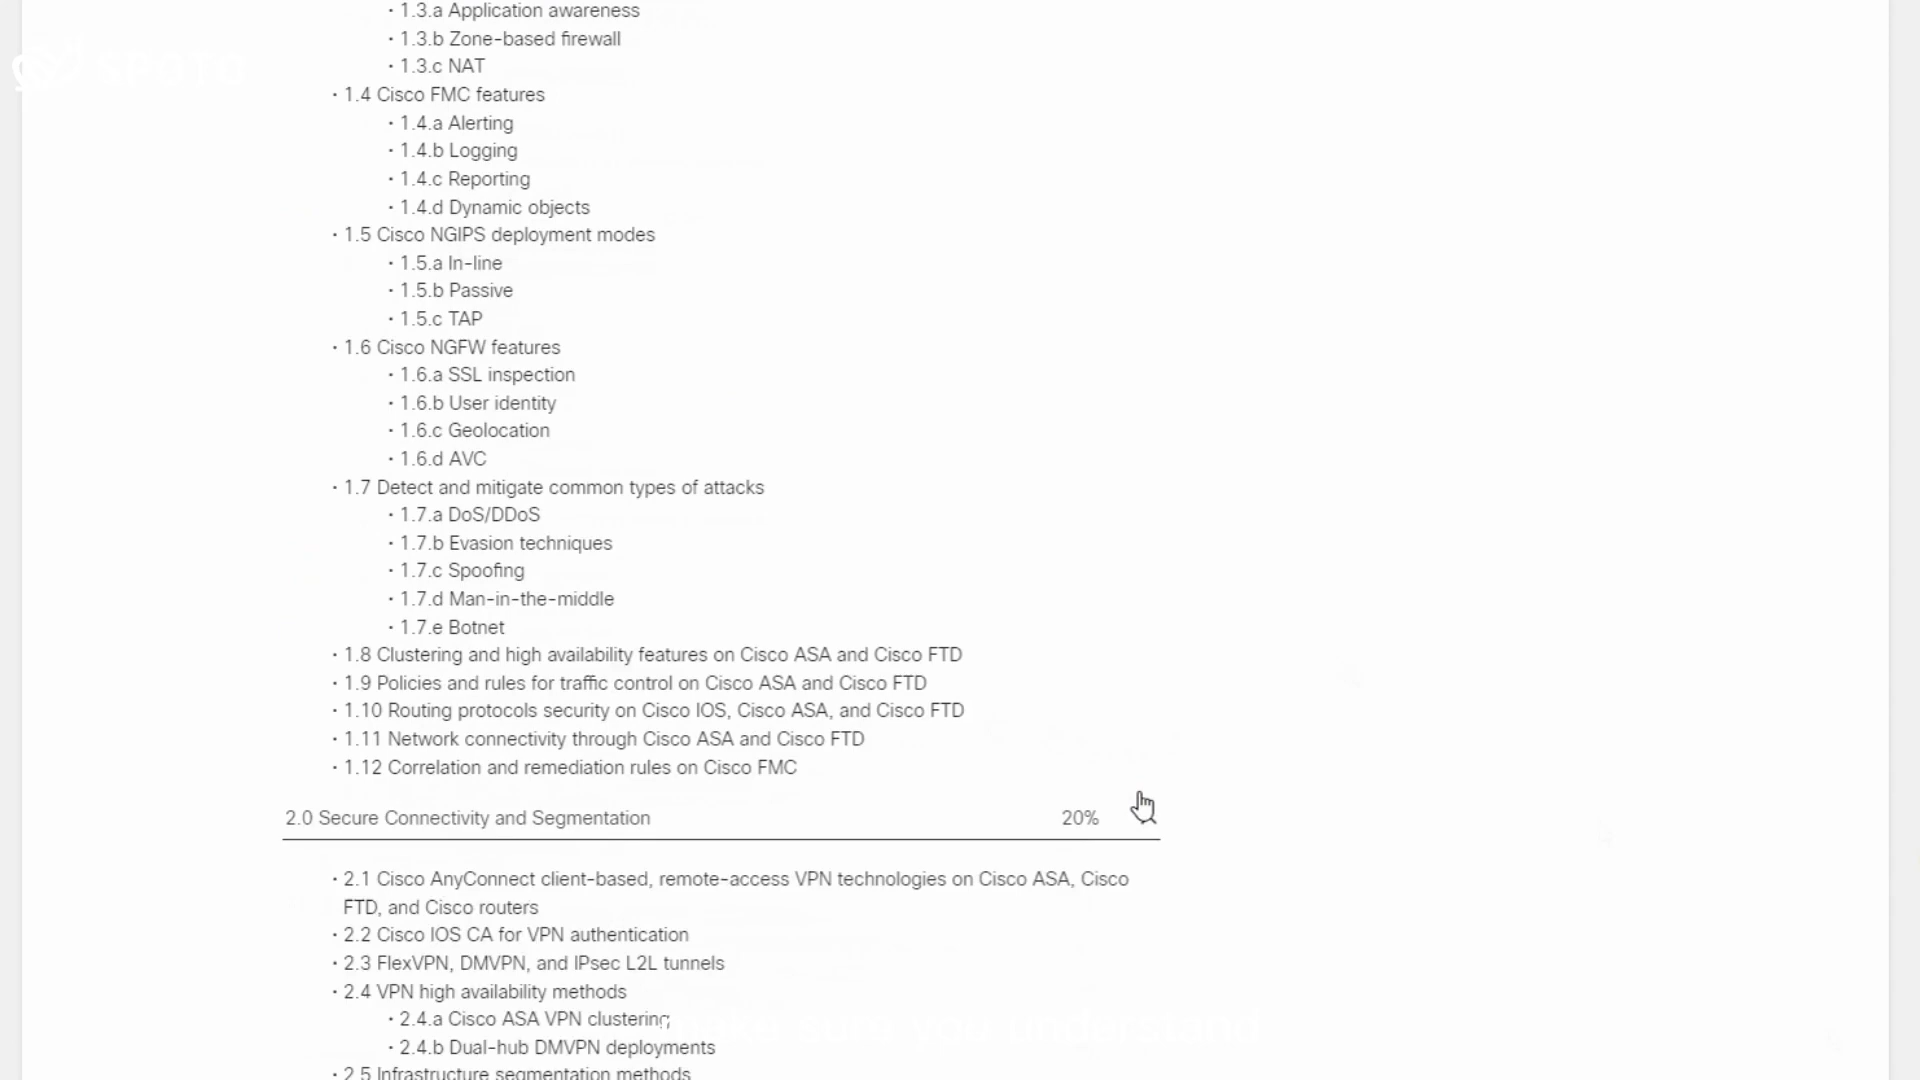 · 1.3.a Application awareness
· 1.3.b Zone-based firewall
SPOTO
· 1.3.c NAT
· 1.4 Cisco FMC features
· 1.4.a Alerting
· 1.4.b Logging
· 1.4.c Reporting
· 1.4.d Dynamic objects
· 1.5 Cisco NGIPS deployment modes
· 1.5.a In-line
· 1.5.b Passive
· 1.5.c TAP
· 1.6 Cisco NGFW features
· 1.6.a SSL inspection
· 1.6.b User identity
· 1.6.c Geolocation
· 1.6.d AVC
· 1.7 Detect and mitigate common types of attacks
· 1.7.a DoS/DDoS
· 1.7.b Evasion techniques
· 1.7.c Spoofing
· 1.7.d Man-in-the-middle
· 1.7.e Botnet
· 1.8 Clustering and high availability features on Cisco ASA and Cisco FTD
· 1.9 Policies and rules for traffic control on Cisco ASA and Cisco FTD
· 1.10 Routing protocols security on Cisco IOS, Cisco ASA, and Cisco FTD
· 1.11 Network connectivity through Cisco ASA and Cisco FTD
· 1.12 Correlation and remediation rules on Cisco FMC
2.0 Secure Connectivity and Segmentation 20%
· 2.1 Cisco AnyConnect client-based, remote-access VPN technologies on Cisco ASA, Cisco
FTD, and Cisco routers
· 2.2 Cisco IOS CA for VPN authentication
· 2.3 FlexVPN, DMVPN, and IPsec L2L tunnels
· 2.4 VPN high availability methods
· 2.4.a Cisco ASA VPN clustering
make sure you understand
· 2.4.b Dual-hub DMVPN deployments
· 2.5 Infrastructure segmentation methods